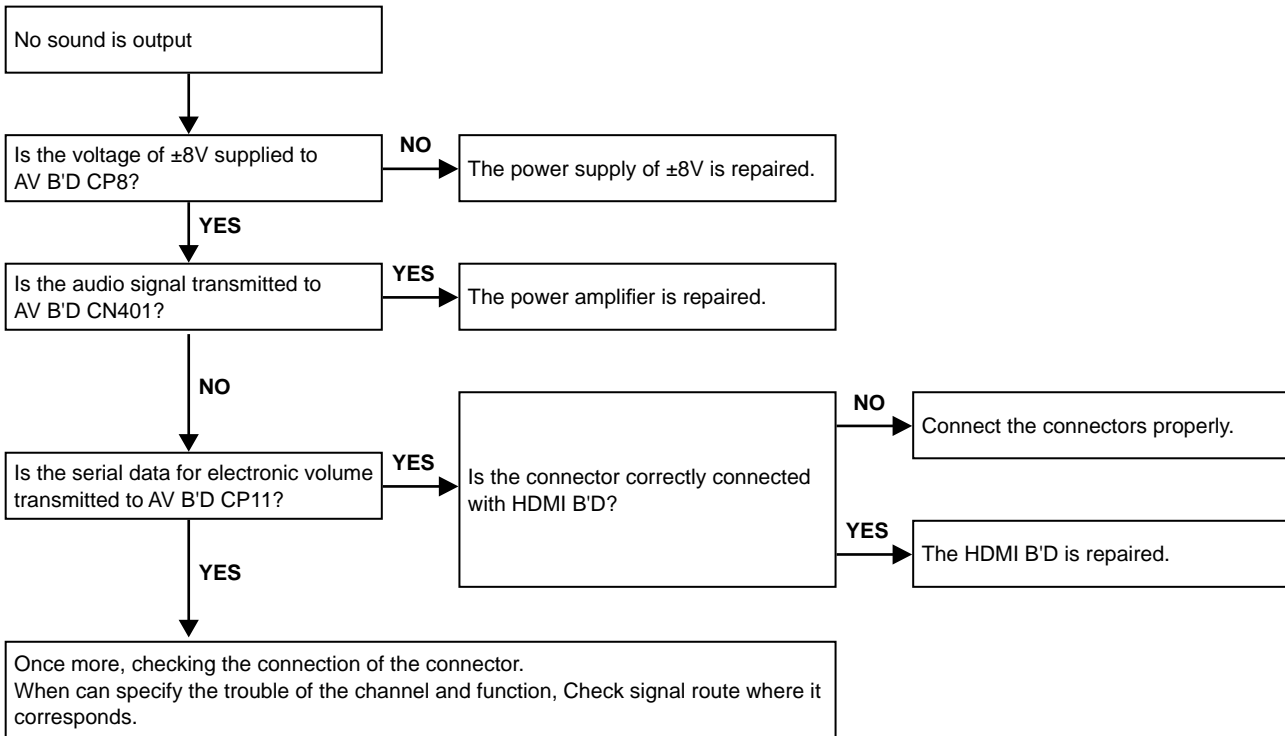 No sound is output
Is the voltage of ±8V supplied to
AV B'D CP8?
NO
The power supply of ±8V is repaired.
YES
Is the audio signal transmitted to
AV B'D CN401?
YES
The power amplifier is repaired.
NO
Is the serial data for electronic volume
transmitted to AV B'D CP11?
YES
Is the connector correctly connected
with HDMI B'D?
NO
Connect the connectors properly.
YES
The HDMI B'D is repaired.
YES
Once more, checking the connection of the connector.
When can specify the trouble of the channel and function, Check signal route where it
corresponds.